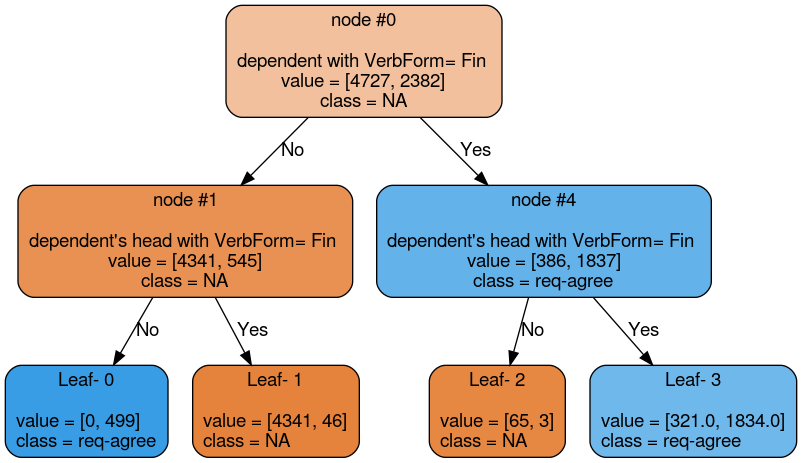 node #0
dependent with VerbForm= Fin
value = [4727, 2382]
class = NA
No
Yes
node #1
dependent's head with VerbForm= Fin
value = [4341, 545]
class = NA
node #4
dependent's head with VerbForm= Fin
value = [386, 1837]
class = req-agree
No
Yes
No
Yes
Leaf- 0
value = [0, 499]
class = req-agree
Leaf- 1
value = [4341, 46]
class = NA
Leaf- 2
value = [65, 3]
class = NA
Leaf- 3
value = [321.0, 1834.0]
class = req-agree